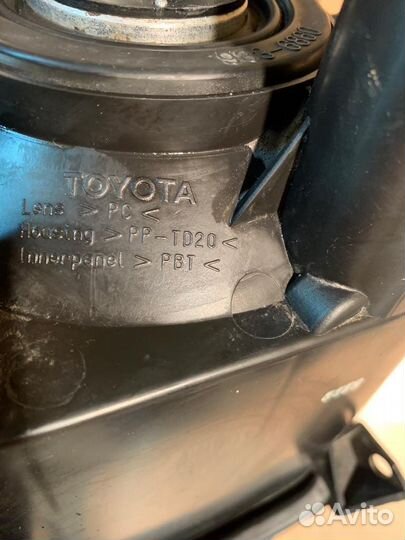 TOYOTA
Lens > PC <
Housing > PP-TD20 <
Innerpanel > PBT <
Avito